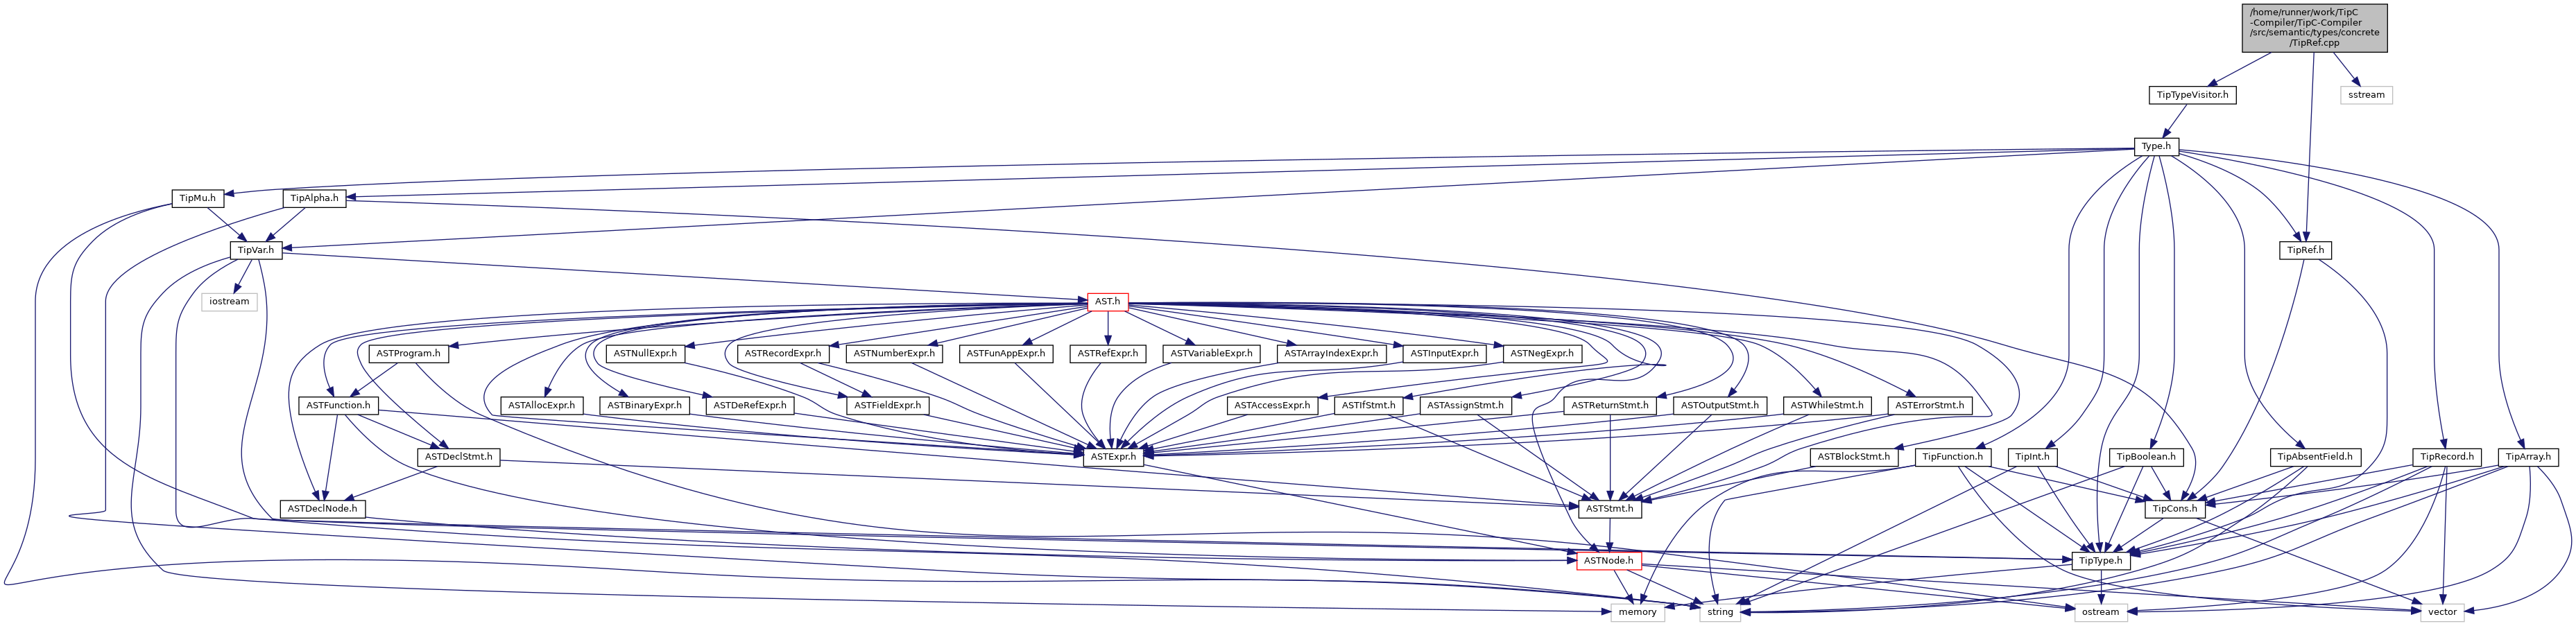 /home/runner/work/TipC
-Compiler/TipC-Compiler
/src/semantic/types/concrete
/TipRef.cpp
TipTypeVisitor.h
sstream
Type.h
TipMu.h
TipAlpha.h
TipVar.h
TipRef.h
iostream
AST.h
ASTProgram.h
ASTNullExpr.h
ASTRecordExpr.h
ASTNumberExpr.h
ASTFunAppExpr.h
ASTRefExpr.h
ASTVariableExpr.h
ASTArrayIndexExpr.h
ASTInputExpr.h
ASTNegExpr.h
ASTFunction.h
ASTAllocExpr.h
ASTBinaryExpr.h
ASTDeRefExpr.h
ASTFieldExpr.h
ASTAccessExpr.h
ASTIfStmt.h
ASTAssignStmt.h
ASTReturnStmt.h
ASTOutputStmt.h
ASTWhileStmt.h
ASTErrorStmt.h
ASTDeclStmt.h
ASTExpr.h
ASTBlockStmt.h
TipFunction.h
TipInt.h
TipBoolean.h
TipAbsentField.h
TipRecord.h
TipArray.h
ASTDeclNode.h
ASTStmt.h
TipCons.h
ASTNode.h
TipType.h
memory
string
ostream
vector